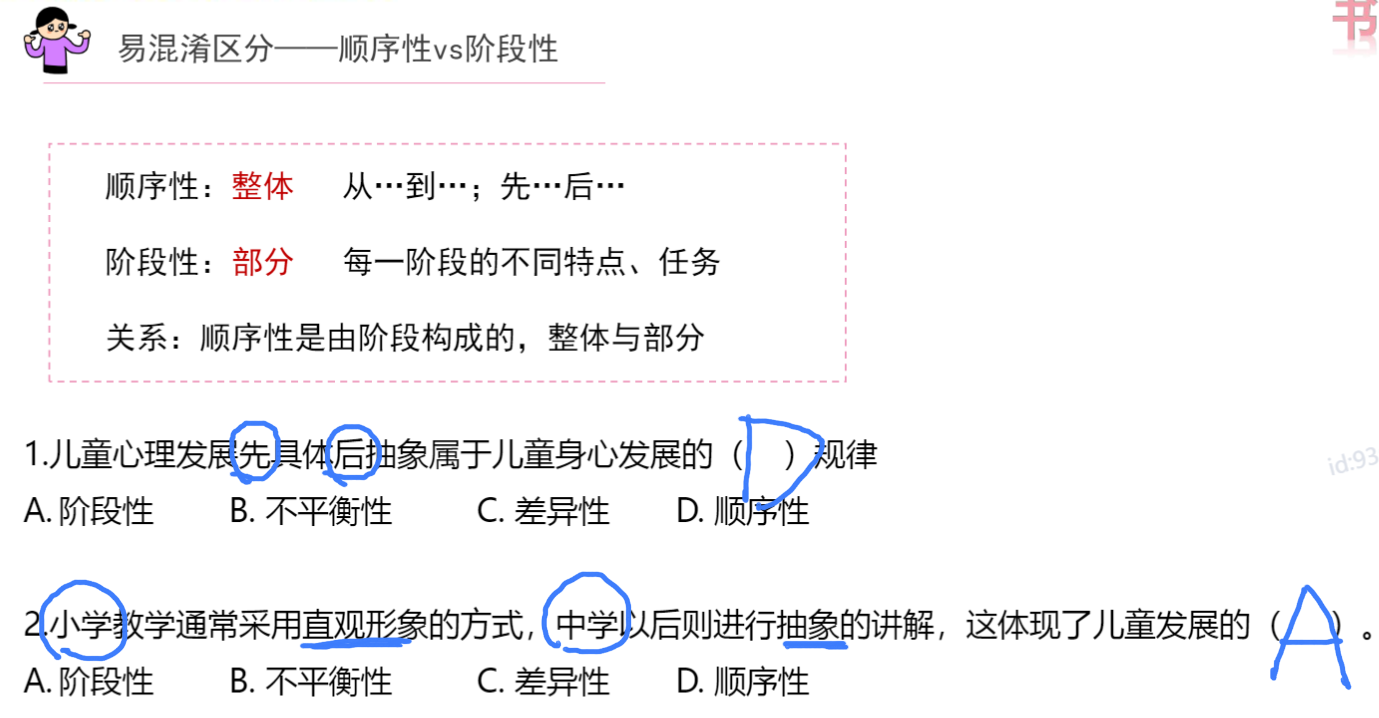 书
易混淆区分——顺序性vs阶段性
顺序性：整体 从…到…；先…后…
阶段性：部分 每一阶段的不同特点、任务
关系：顺序性是由阶段构成的，整体与部分
1.儿童心理发展先具体后抽象属于儿童身心发展的（D）规律
A. 阶段性 B. 不平衡性 C. 差异性 D. 顺序性
id:93
2.小学教学通常采用直观形象的方式，中学以后则进行抽象的讲解，这体现了儿童发展的（A）。
A. 阶段性 B. 不平衡性 C. 差异性 D. 顺序性